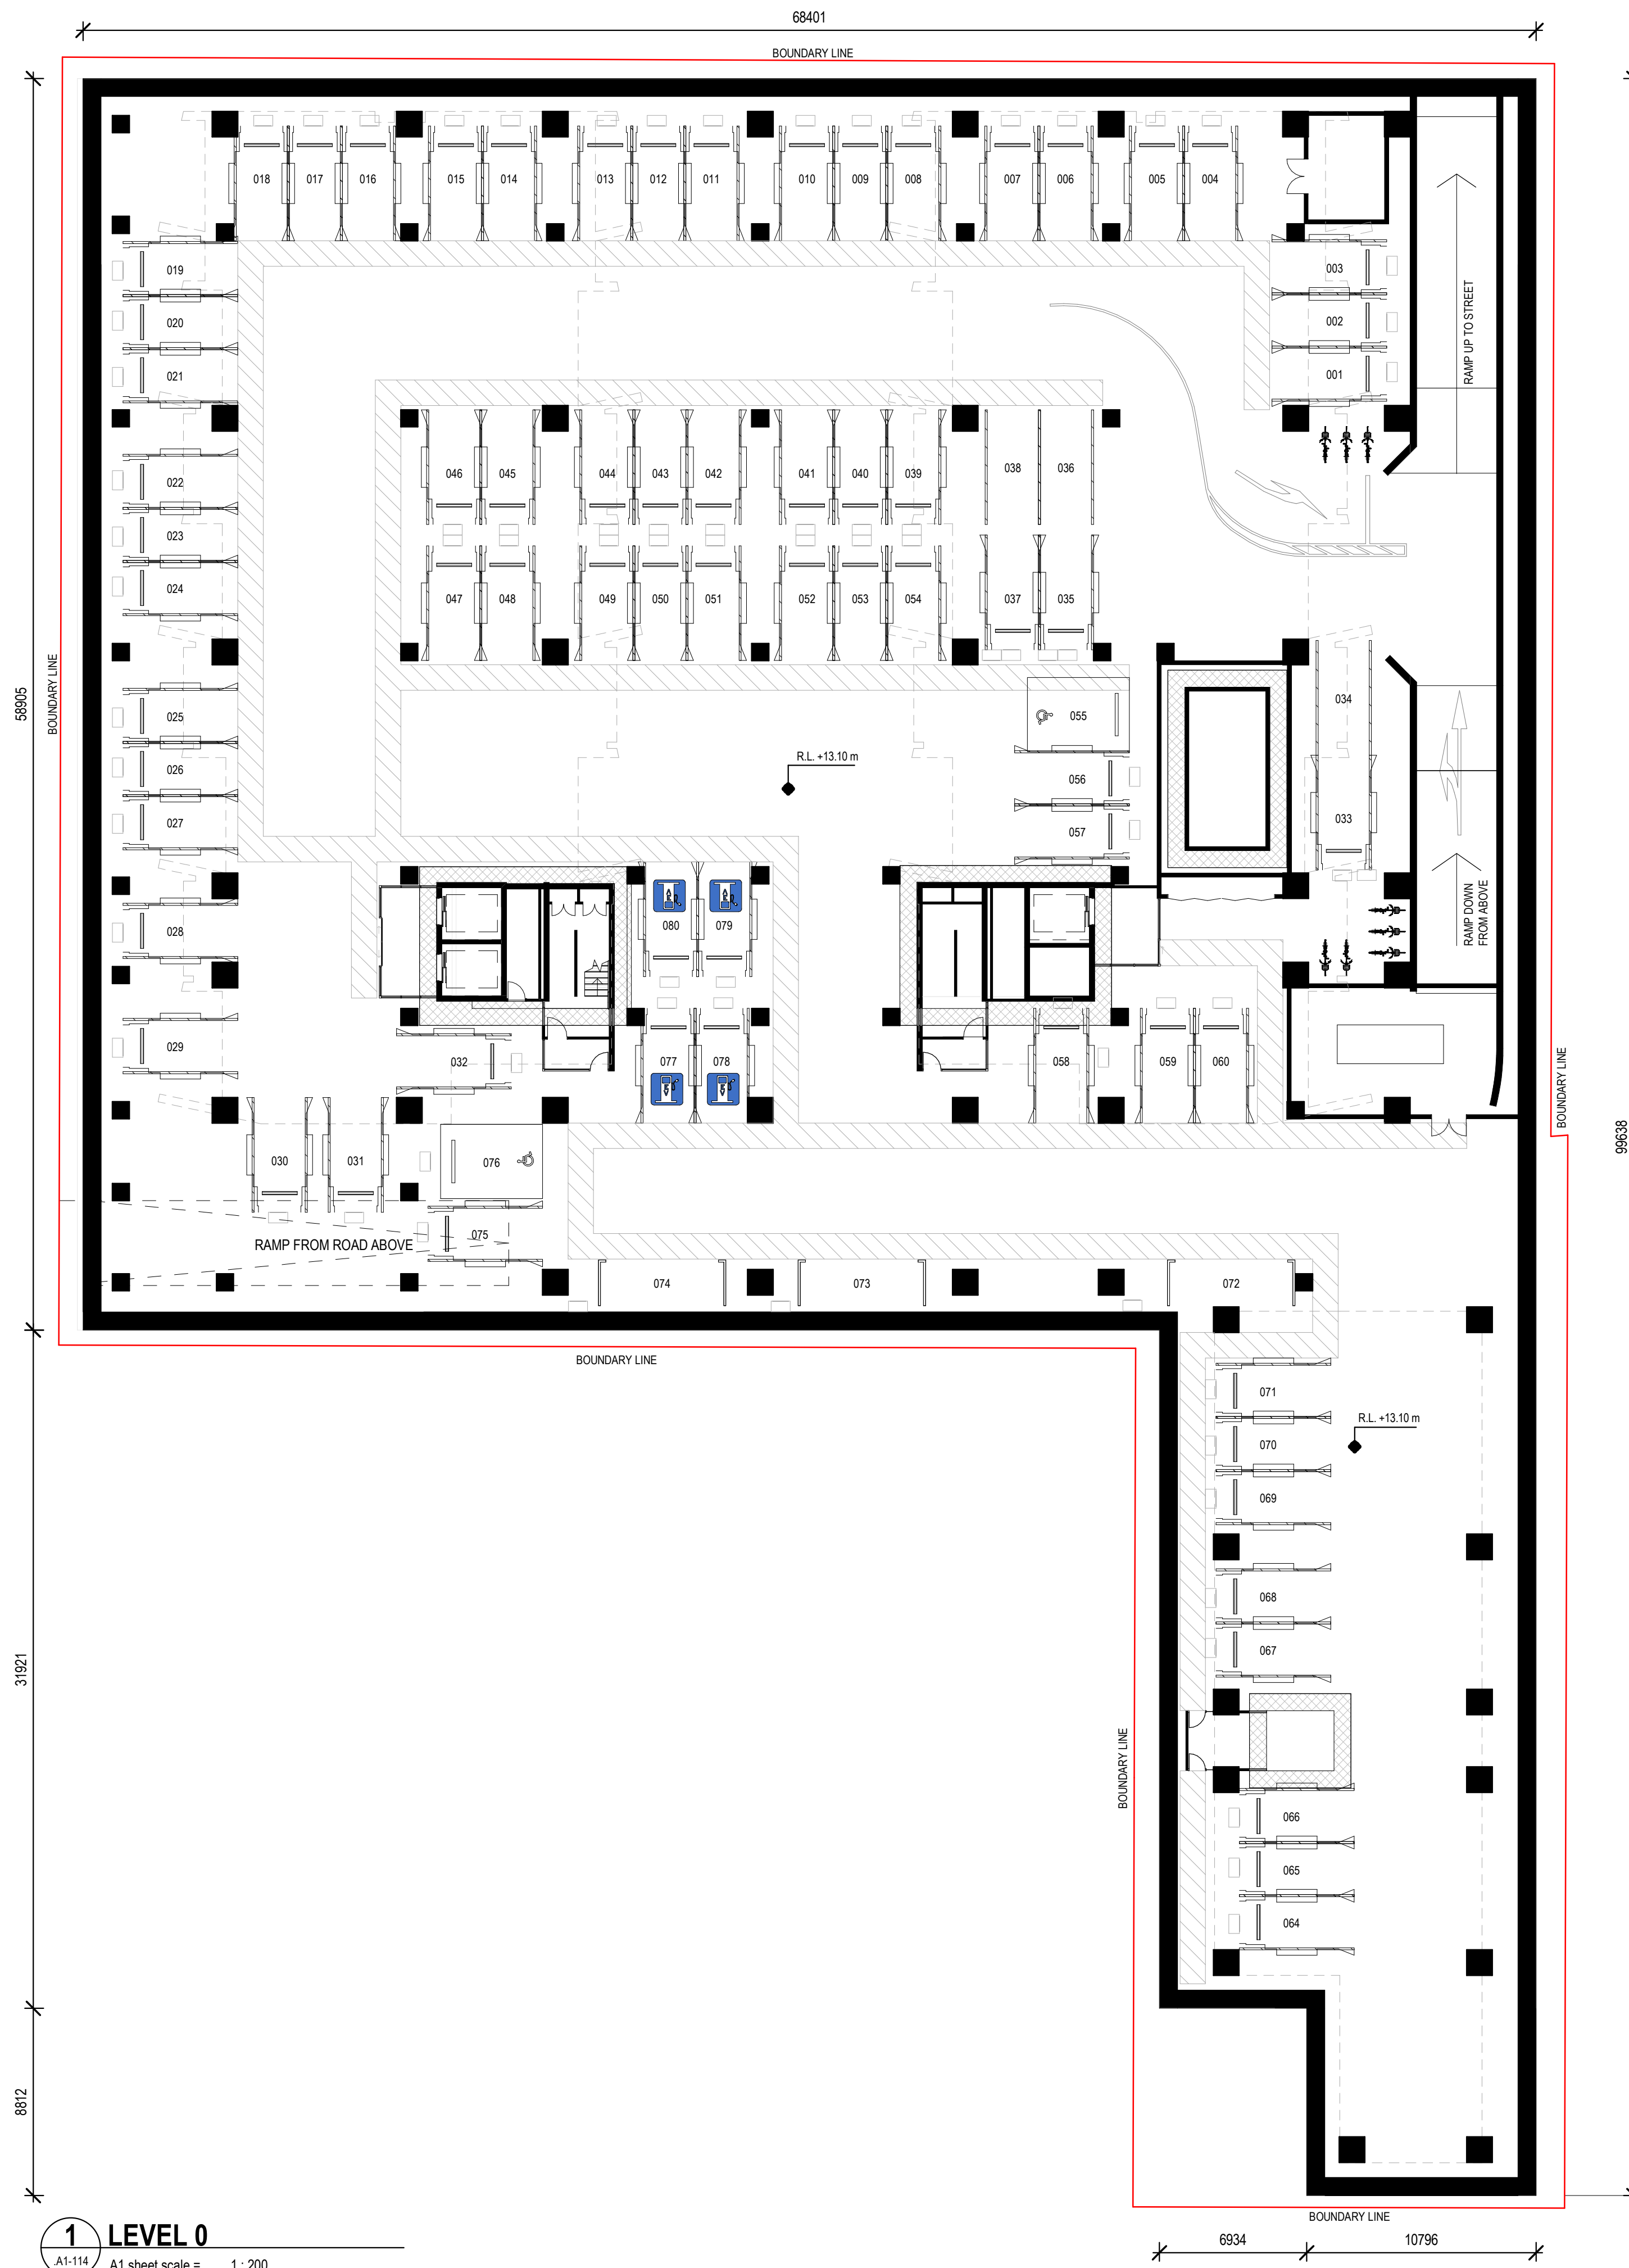 68401
BOUNDARY LINE
018 017 016 015 014 013 012 011 010 009 008 007 006 005 004
019
003
020
002
RAMP UP TO STREET
021
001
046 045 044 043 042 041 040 039 038 036
022
023
024
047 048 049 050 051 052 053 054 037 035
58905
BOUNDARY LINE
034
025
055
R.L. +13.10 m
026
056
027
057
033
028
080 079
RAMP DOWN
FROM ABOVE
029
032
077 078
058 059 060
BOUNDARY LINE
99638
030 031
076
075
RAMP FROM ROAD ABOVE
074 073 072
BOUNDARY LINE
071
R.L. +13.10 m
070
069
068
067
31921
BOUNDARY LINE
066
065
064
8812
BOUNDARY LINE
6934 10796
1 LEVEL 0
.A1-114 A1 sheet scale = 1 : 200